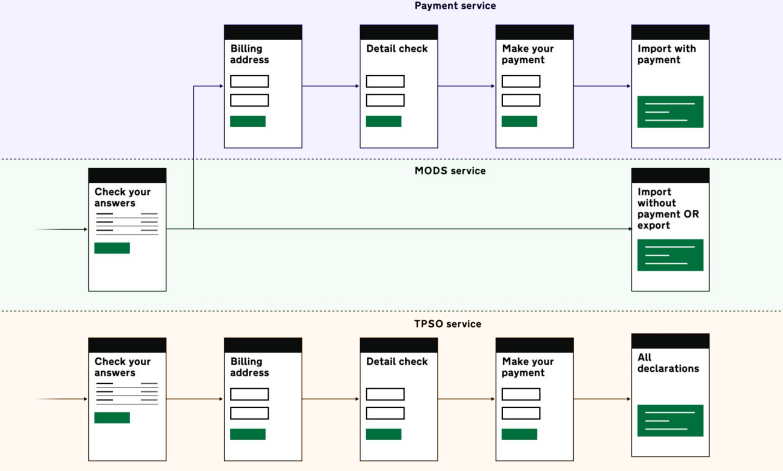 Payment service
Billing
address
Detail check
Make your
payment
Import with
payment
MODS service
Check your
answers
Import
without
payment OR
export
TPSO service
Check your
answers
Billing
address
Detail check
Make your
payment
All
declarations